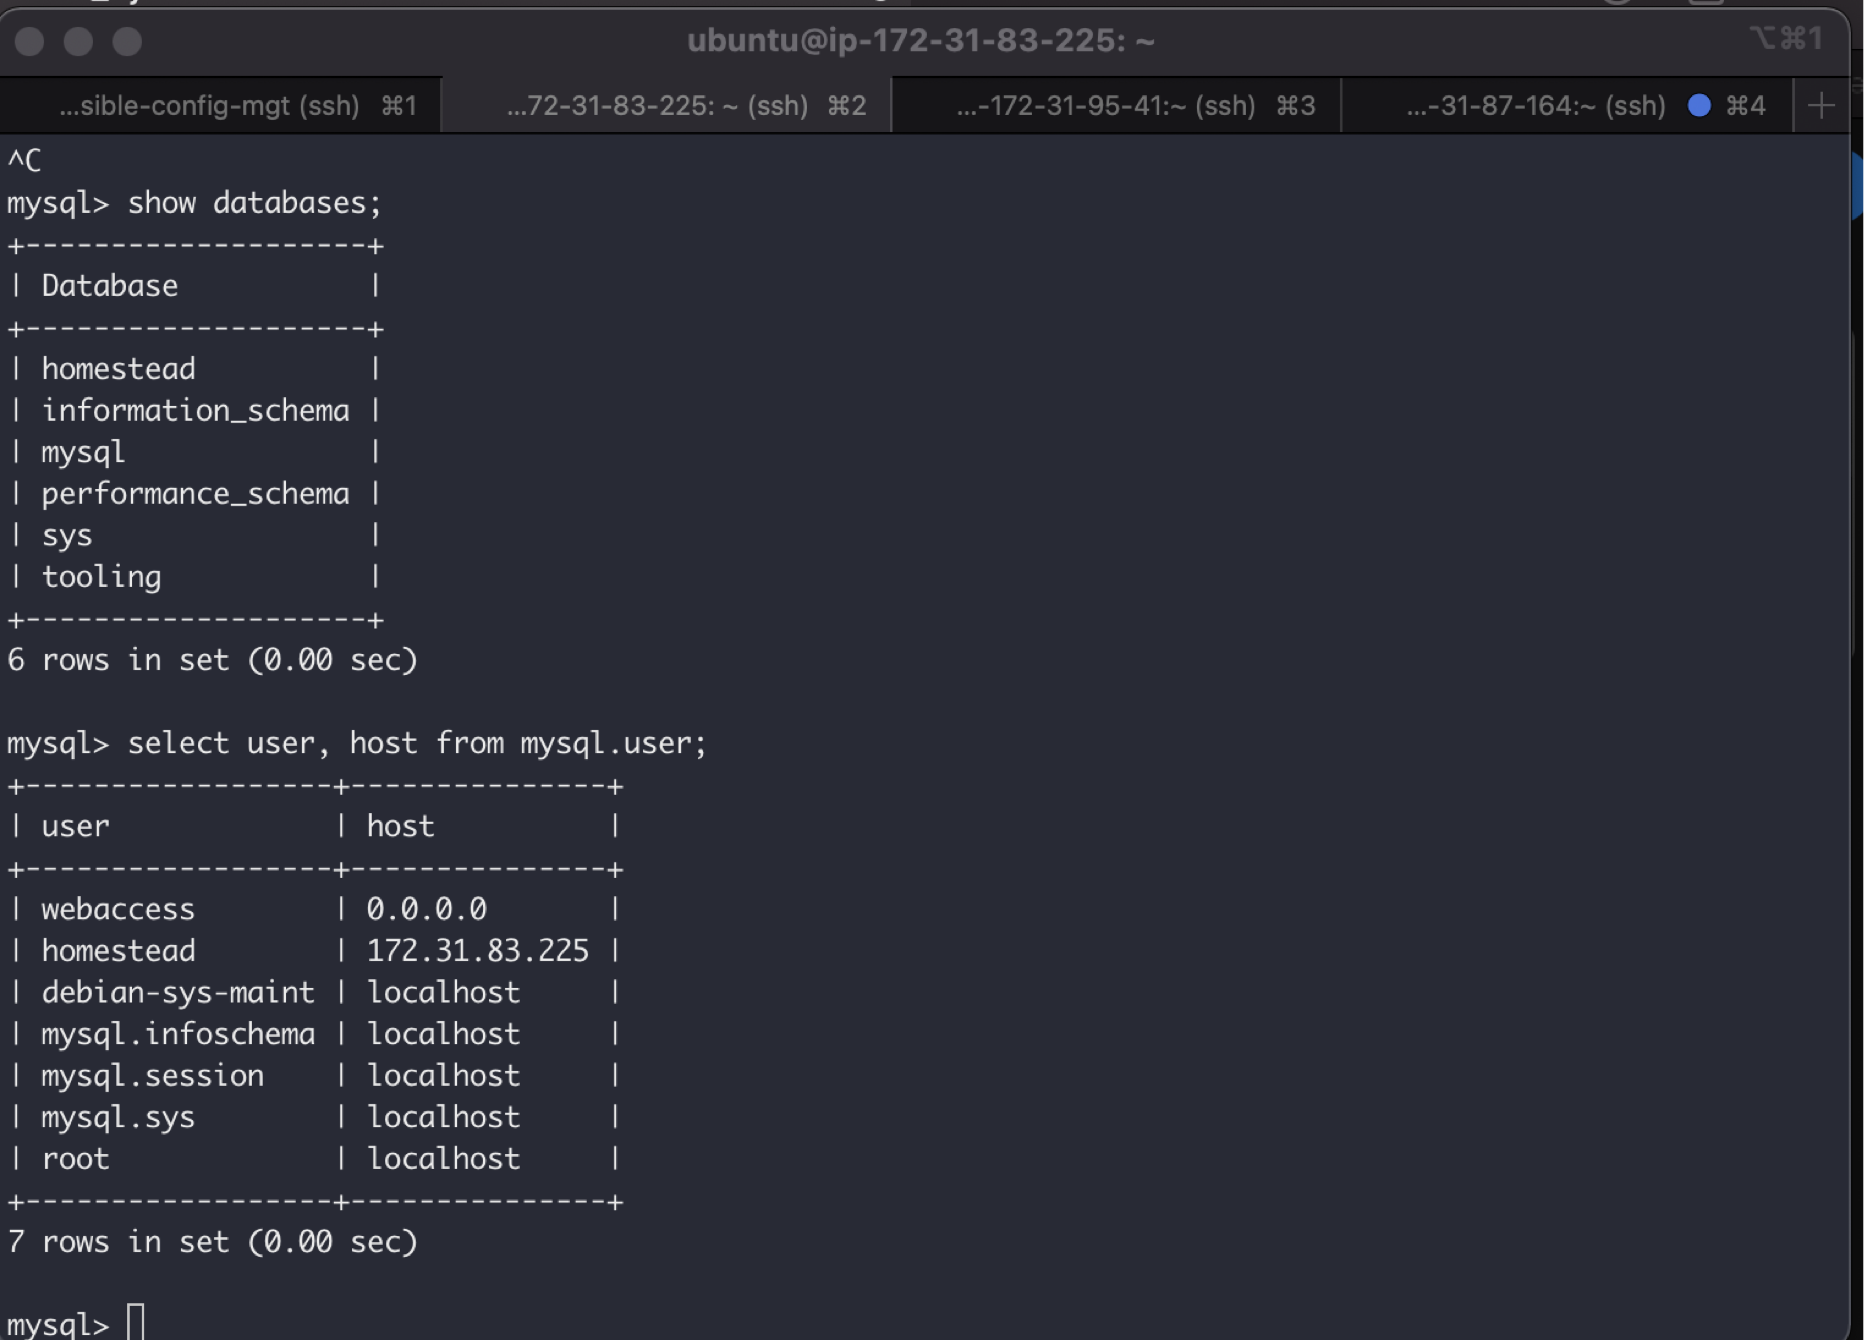 ubuntu@ip-172-31-83-225: ~
⌥⌘1
...sible-config-mgt (ssh) ⌘1
...72-31-83-225: ~ (ssh) ⌘2
...-172-31-95-41:~ (ssh) ⌘3
...-31-87-164:~ (ssh) ⌘4
^C
mysql> show databases;
+--------------------+
| Database           |
+--------------------+
| homestead          |
| information_schema |
| mysql              |
| performance_schema |
| sys                |
| tooling            |
+--------------------+
6 rows in set (0.00 sec)
mysql> select user, host from mysql.user;
+------------------+---------------+
| user             | host          |
+------------------+---------------+
| webaccess        | 0.0.0.0       |
| homestead        | 172.31.83.225 |
| debian-sys-maint | localhost     |
| mysql.infoschema | localhost     |
| mysql.session    | localhost     |
| mysql.sys        | localhost     |
| root             | localhost     |
+------------------+---------------+
7 rows in set (0.00 sec)
mysql>